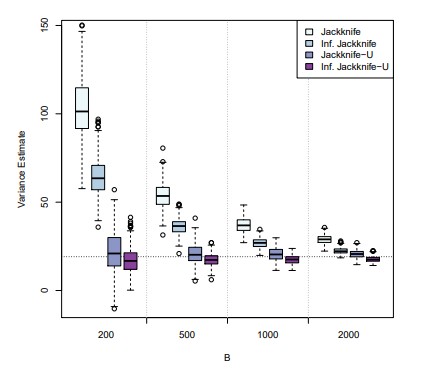 150
100
50
0
Variance Estimate
Jackknife
Inf. Jackknife
Jackknife−U
Inf. Jackknife−U
200 500 1000 2000
B